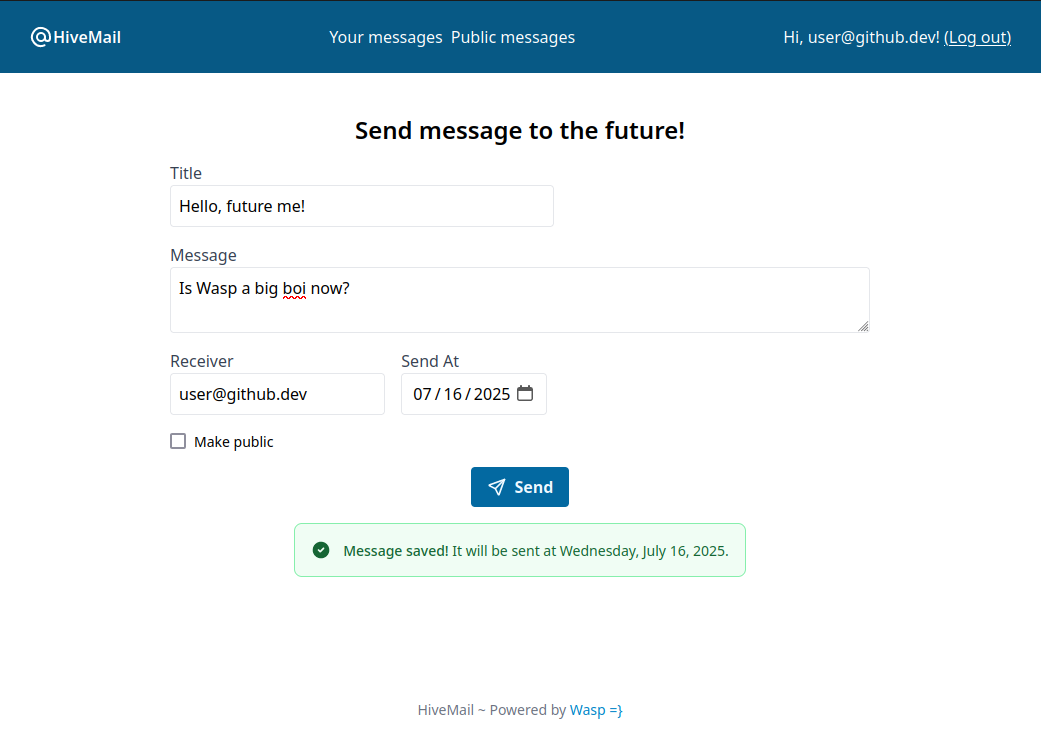 @HiveMail Your messages Public messages Hi, user@github.dev! (Log out)
Send message to the future!
Title
Hello, future me!
Message
Is Wasp a big boi now?
Receiver Send At
user@github.dev 07/16/2025
Make public
Send
Message saved! It will be sent at Wednesday, July 16, 2025.
HiveMail ~ Powered by Wasp =}